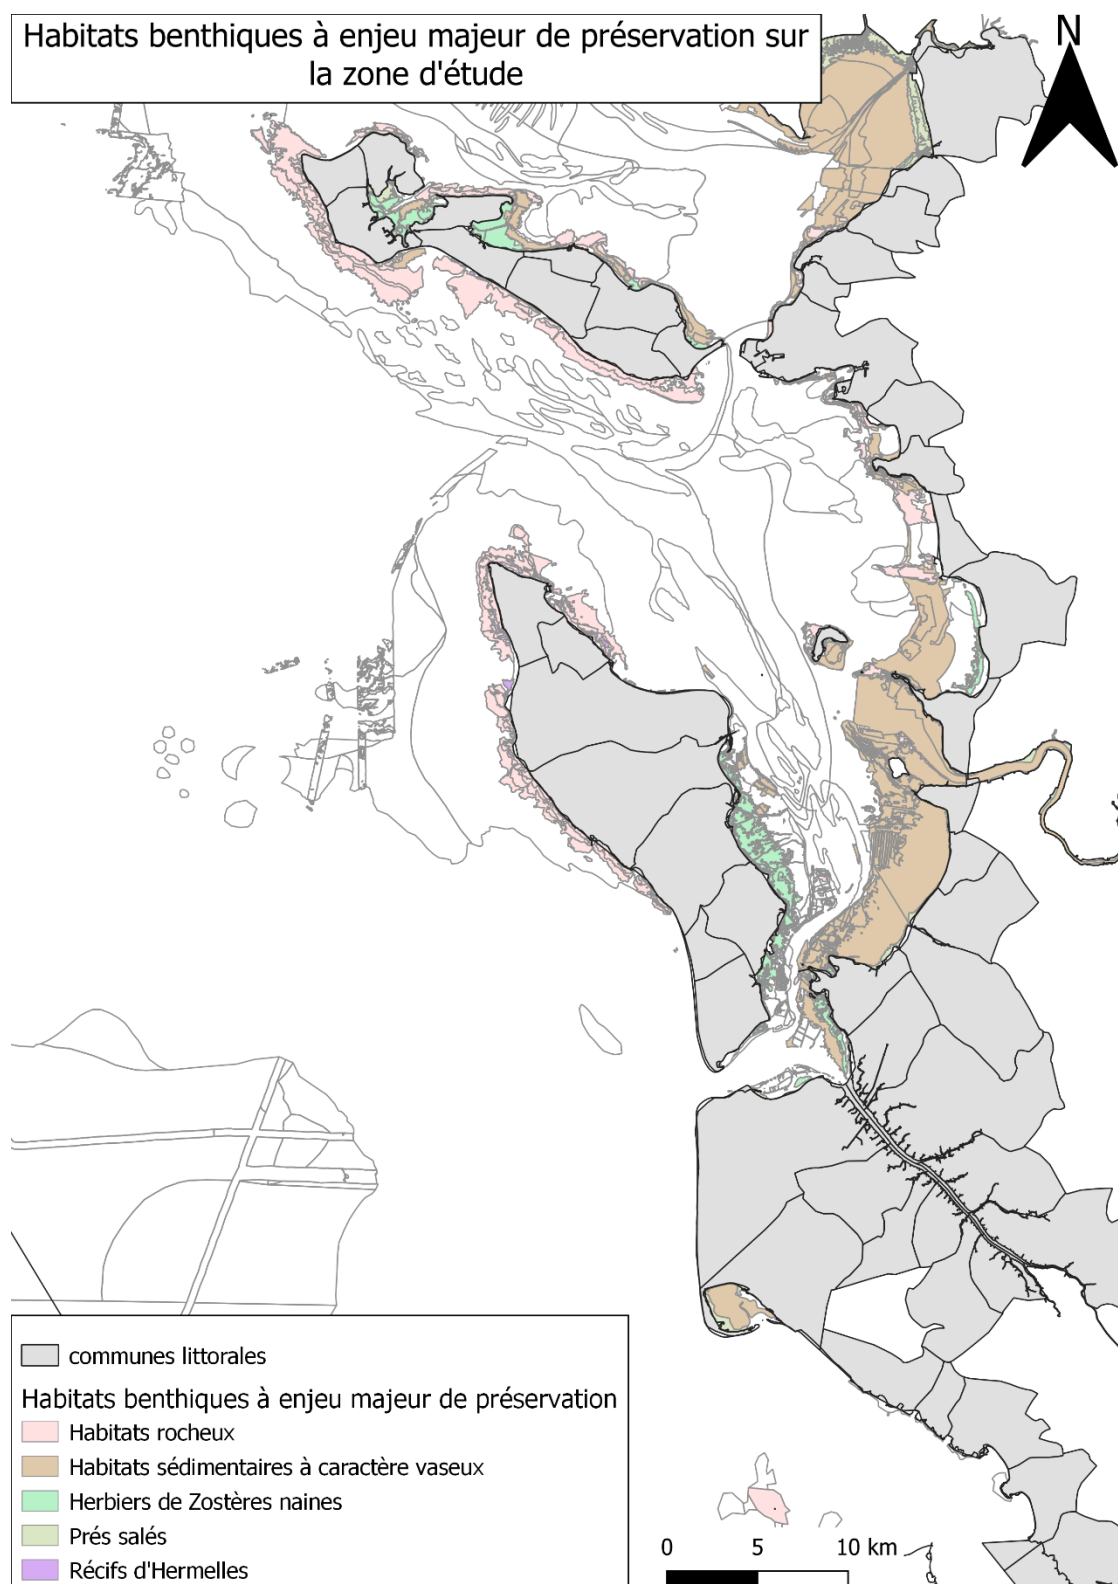 Habitats benthiques à enjeu majeur de préservation sur
la zone d'étude
N
communes littorales
Habitats benthiques à enjeu majeur de préservation
Habitats rocheux
Habitats sédimentaires à caractère vaseux
Herbiers de Zostères naines
Prés salés
Récifs d'Hermelles
0 5 10 km